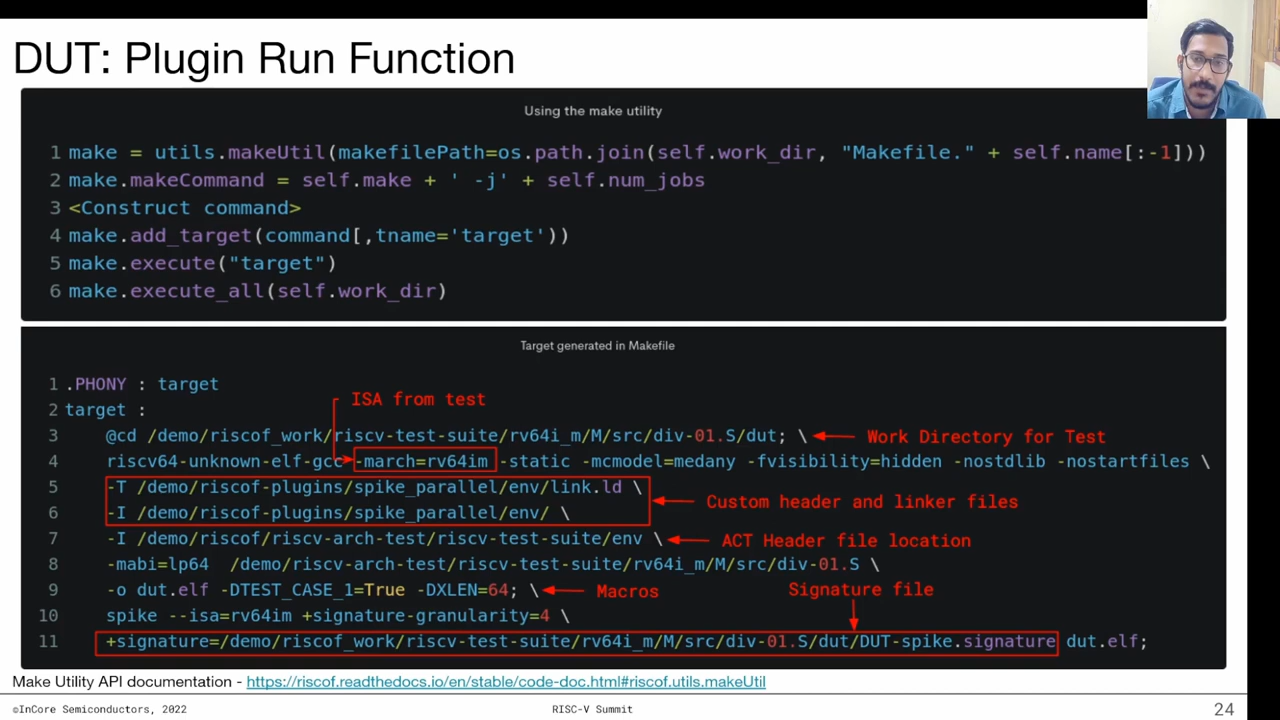 DUT: Plugin Run Function
Using the make utility
1 make = utils.makeUtil(makefilePath=os.path.join(self.work_dir, "Makefile." + self.name[:-1]))
2 make.makeCommand = self.make + ' -j' + self.num_jobs
3 <Construct command>
4 make.add_target(command[,tname='target'))
5 make.execute("target")
6 make.execute_all(self.work_dir)
Target generated in Makefile
1 .PHONY : target
2 target :
ISA from test
3 @cd /demo/riscof_work/riscv-test-suite/rv64i_m/M/src/div-01.S/dut; \ Work Directory for Test
4 riscv64-unknown-elf-gcc -march=rv64im -static -mcmodel=medany -fvisibility=hidden -nostdlib -nostartfiles \
5 -T /demo/riscof-plugins/spike_parallel/env/link.ld \
Custom header and linker files
6 -I /demo/riscof-plugins/spike_parallel/env/ \
7 -I /demo/riscof/riscv-arch-test/riscv-test-suite/env \ ACT Header file location
8 -mabi=lp64 /demo/riscv-arch-test/riscv-test-suite/rv64i_m/M/src/div-01.S \
9 -o dut.elf -DTEST_CASE_1=True -DXLEN=64; \ Macros
Signature file
10 spike --isa=rv64im +signature-granularity=4 \
11 +signature=/demo/riscof_work/riscv-test-suite/rv64i_m/M/src/div-01.S/dut/DUT-spike.signature dut.elf;
Make Utility API documentation - https://riscof.readthedocs.io/en/stable/code-doc.html#riscof.utils.makeUtil
©InCore Semiconductors, 2022
RISC-V Summit
24